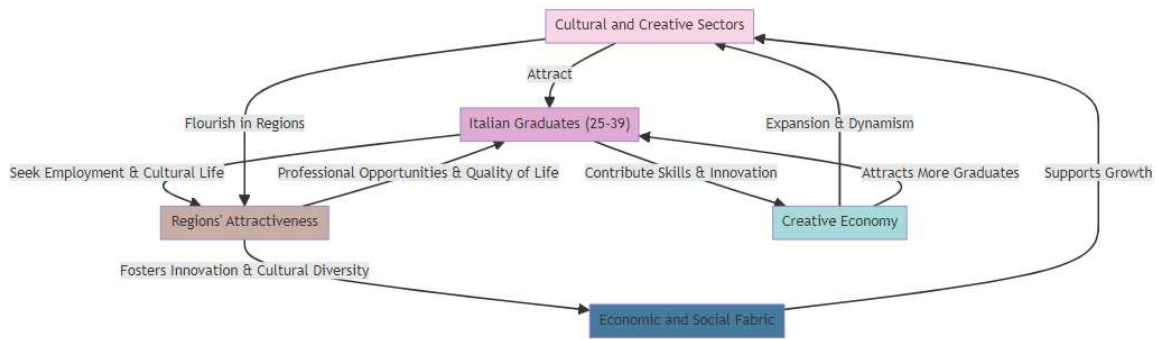 Cultural and Creative Sectors
Attract
Italian Graduates (25-39)
Flourish in Regions
Expansion & Dynamism
Seek Employment & Cultural Life
Professional Opportunities & Quality of Life
Contribute Skills & Innovation
Attracts More Graduates
Supports Growth
Regions' Attractiveness
Creative Economy
Fosters Innovation & Cultural Diversity
Economic and Social Fabric